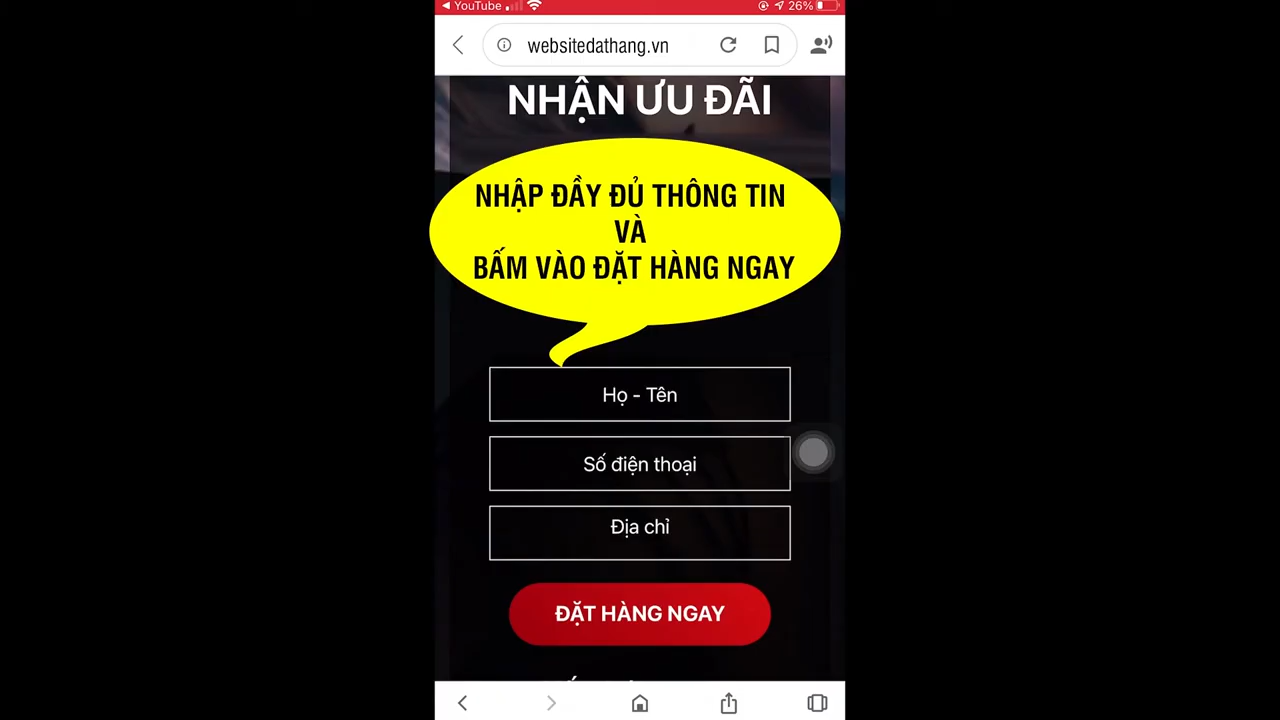 YouTube 26%
websitedathang.vn
NHẬN ƯU ĐÃI
NHẬP ĐẦY ĐỦ THÔNG TIN
VÀ
BẤM VÀO ĐẶT HÀNG NGAY
Họ - Tên
Số điện thoại
Địa chỉ
ĐẶT HÀNG NGAY